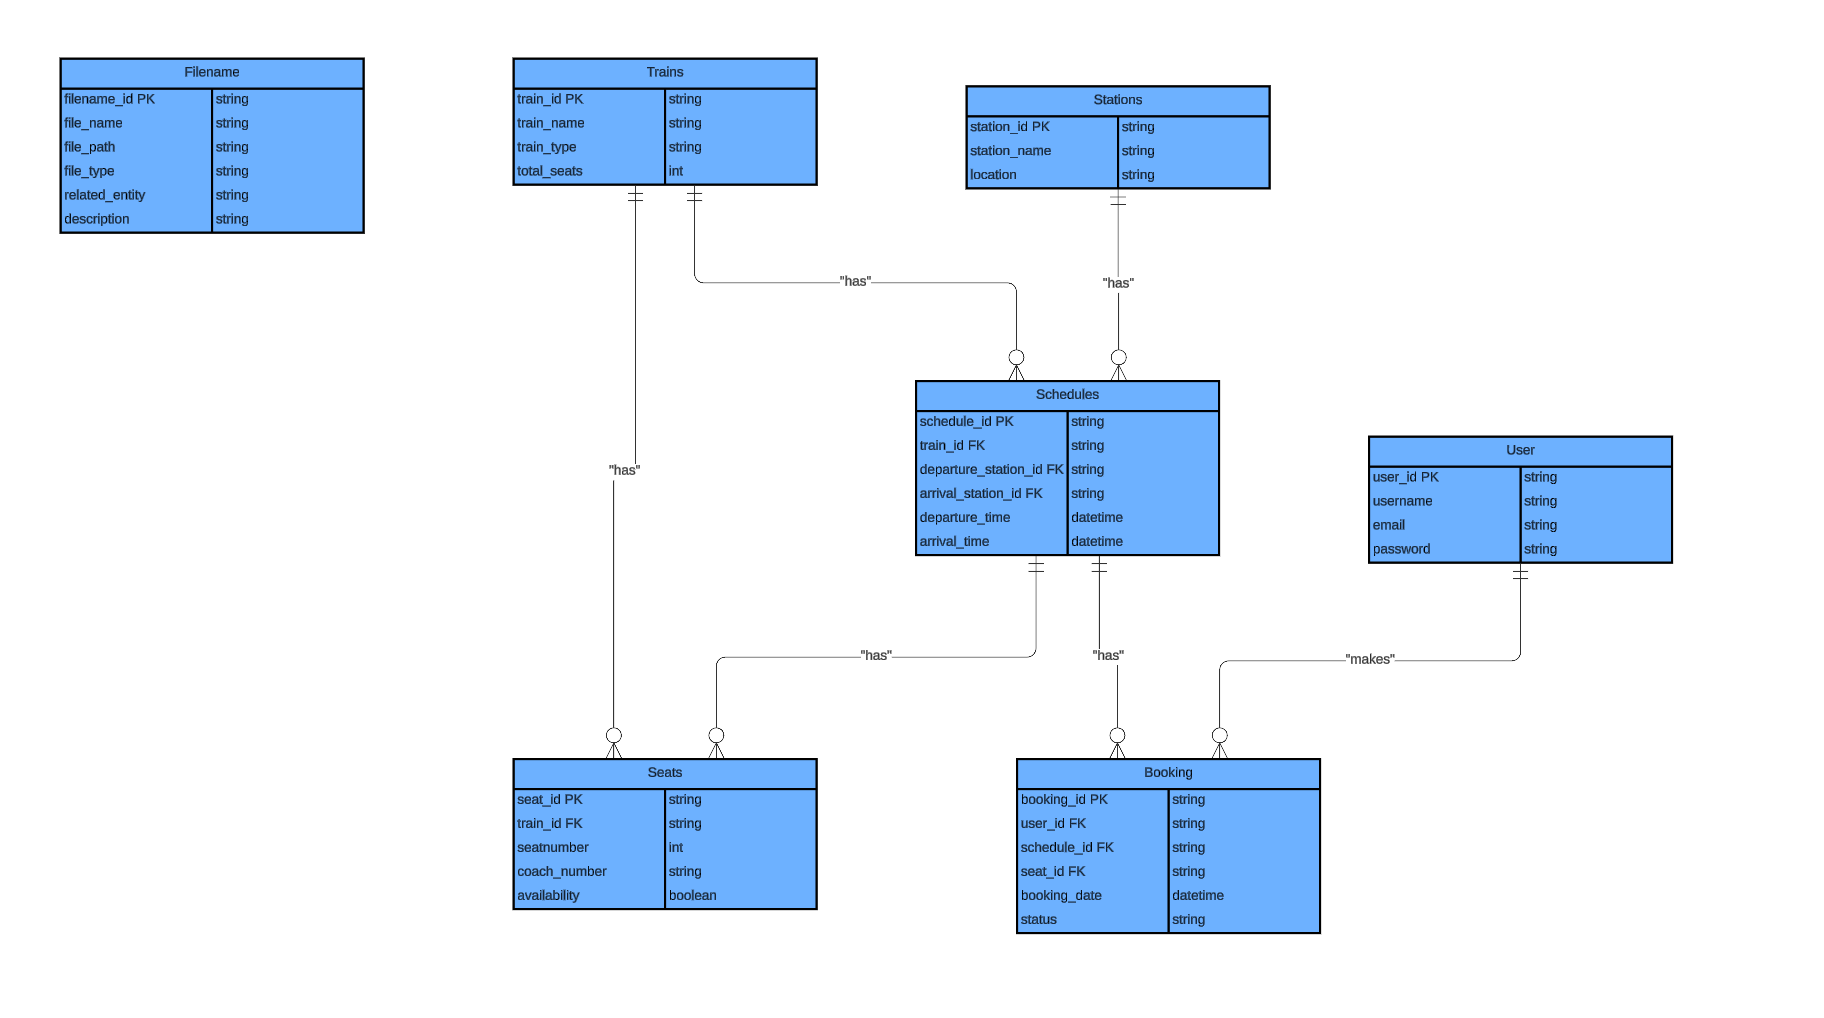 Filename
filename_id PK string
file_name string
file_path string
file_type string
related_entity string
description string
Trains
train_id PK string
train_name string
train_type string
total_seats int
Stations
station_id PK string
station_name string
location string
"has"
"has"
"has"
Schedules
schedule_id PK string
train_id FK string
departure_station_id FK string
arrival_station_id FK string
departure_time datetime
arrival_time datetime
User
user_id PK string
username string
email string
password string
"has"
"has"
"makes"
Seats
seat_id PK string
train_id FK string
seatnumber int
coach_number string
availability boolean
Booking
booking_id PK string
user_id FK string
schedule_id FK string
seat_id FK string
booking_date datetime
status string